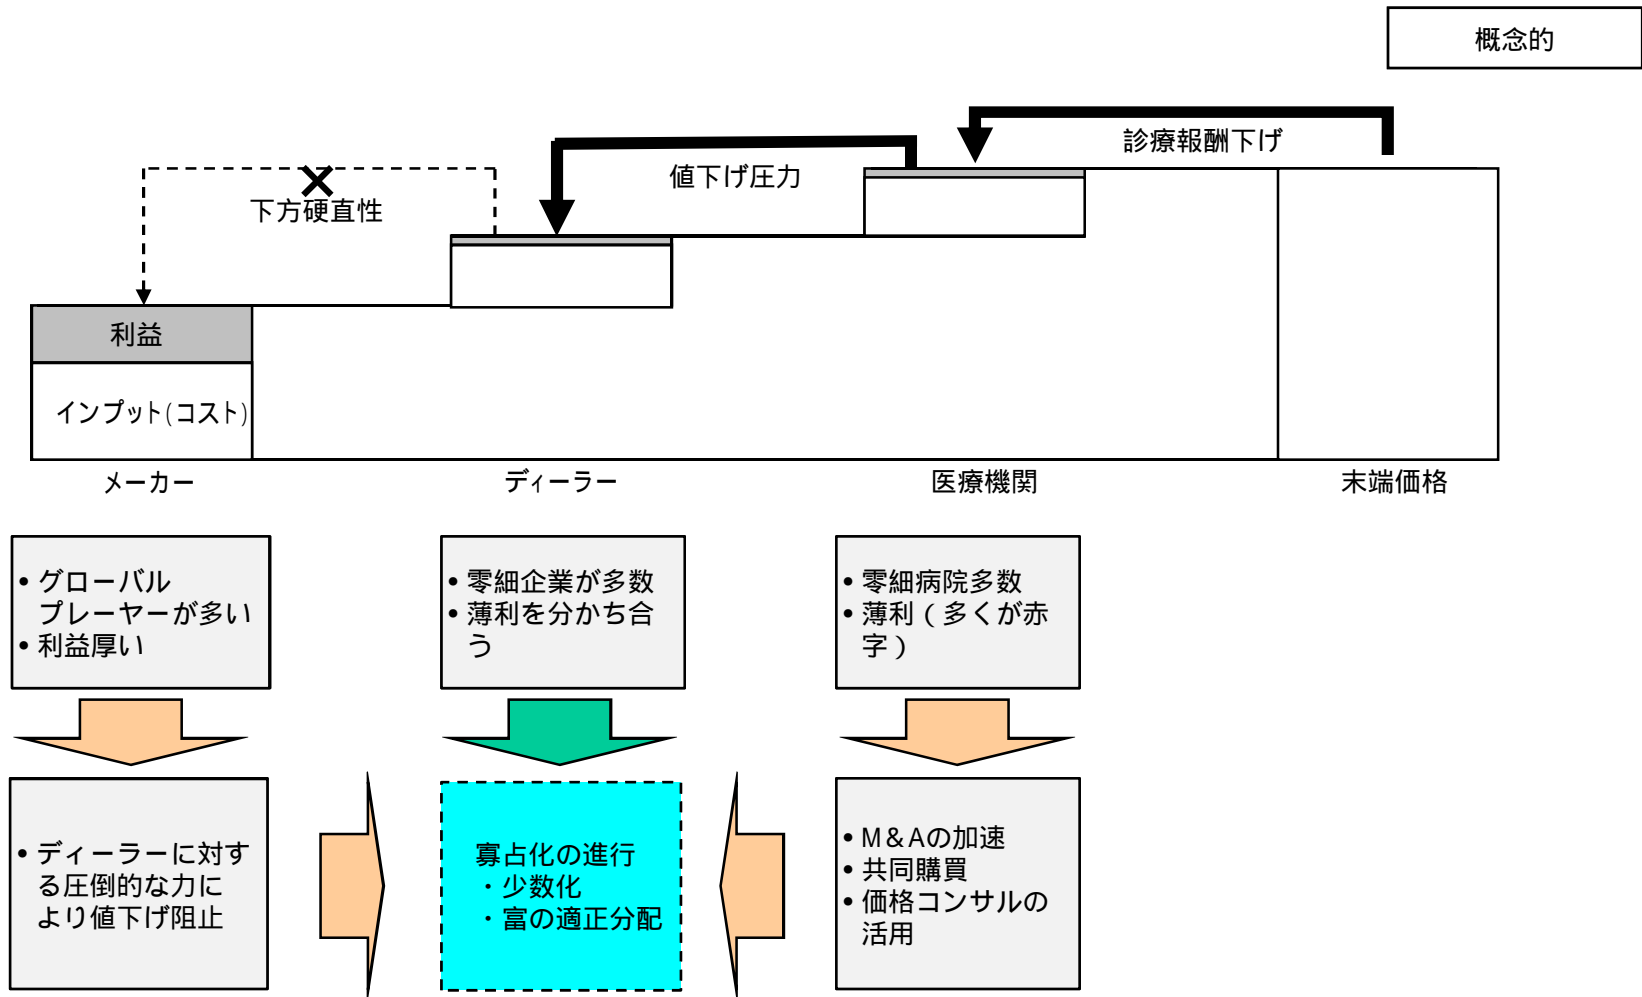 概念的
診療報酬下げ
値下げ圧力
下方硬直性
利益
インプット(コスト)
メーカー
ディーラー
医療機関
末端価格
• グローバル
プレーヤーが多い
• 利益厚い
• 零細企業が多数
• 薄利を分かち合
う
• 零細病院多数
• 薄利（多くが赤
字）
• ディーラーに対す
る圧倒的な力に
より値下げ阻止
寡占化の進行
・少数化
・富の適正分配
• M&Aの加速
• 共同購買
• 価格コンサルの
活用